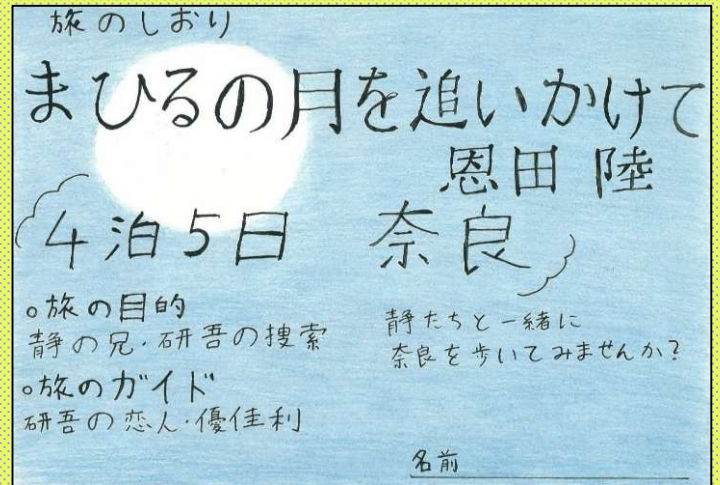 旅のしおり
まひるの月を追いかけて
恩田 陸
4泊5日 奈良
○旅の目的
静の兄・研吾の捜索
○旅のガイド
研吾の恋人・優佳利
静たちと一緒に
奈良を歩いてみませんか?
名前